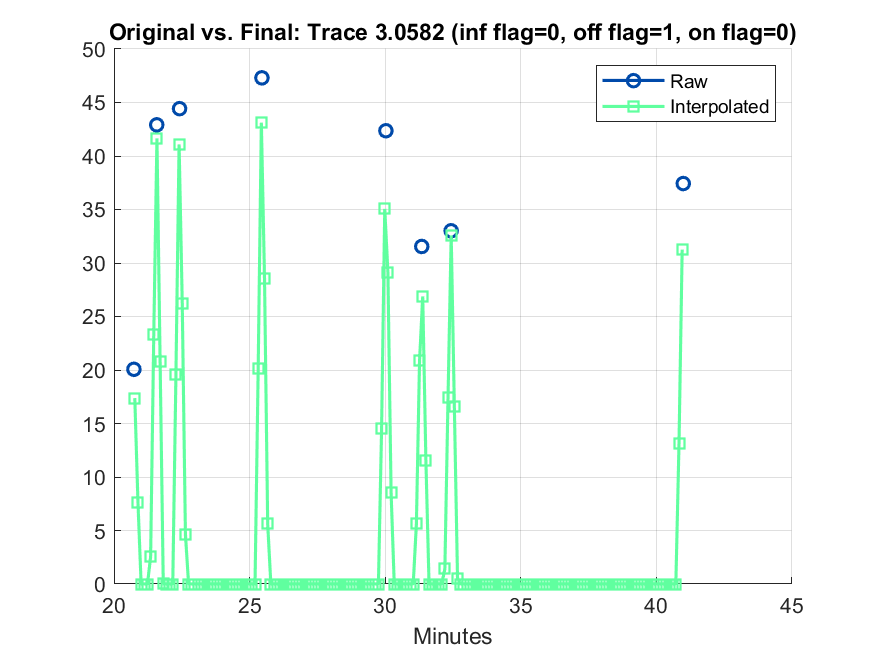 Original vs. Final: Trace 3.0582 (inf flag=0, off flag=1, on flag=0)
50
45
40
35
30
25
20
15
10
5
0
Raw
Interpolated
20 25 30 35 40 45
Minutes